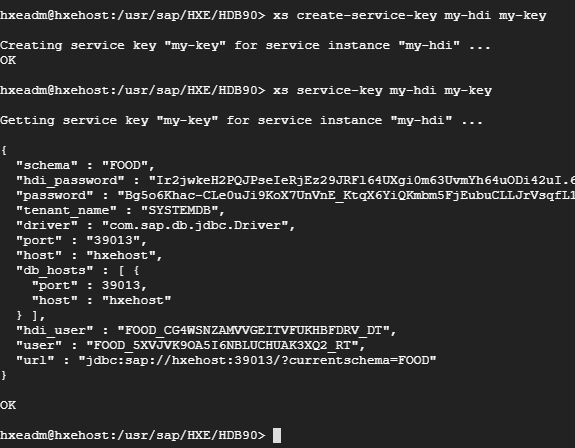 hxeadm@hxehost:/usr/sap/HXE/HDB90> xs create-service-key my-hdi my-key
Creating service key "my-key" for service instance "my-hdi" ...
OK
hxeadm@hxehost:/usr/sap/HXE/HDB90> xs service-key my-hdi my-key
Getting service key "my-key" for service instance "my-hdi" ...
{
"schema" : "FOOD",
"hdi_password" : "Ir2jwkeH2PQJPseIeRjEz29JRFl64UXgi0m63UvmYh64uODi42uI.6
"password" : "Bg5o6Khac-CLe0uJi9KoX7UnVnE_KtqX6YiQKmbm5FjEubuCLLJrVsqfL1
"tenant_name" : "SYSTEMDB",
"driver" : "com.sap.db.jdbc.Driver",
"port" : "39013",
"host" : "hxehost",
"db_hosts" : [ {
"port" : 39013,
"host" : "hxehost"
} ],
"hdi_user" : "FOOD_CG4WSNZAMVVGEITVFUKHBFDRV_DT",
"user" : "FOOD_5XVJVK9OA5I6NBLUCHUAK3XQ2_RT",
"url" : "jdbc:sap://hxehost:39013/?currentschema=FOOD"
}
OK
hxeadm@hxehost:/usr/sap/HXE/HDB90>